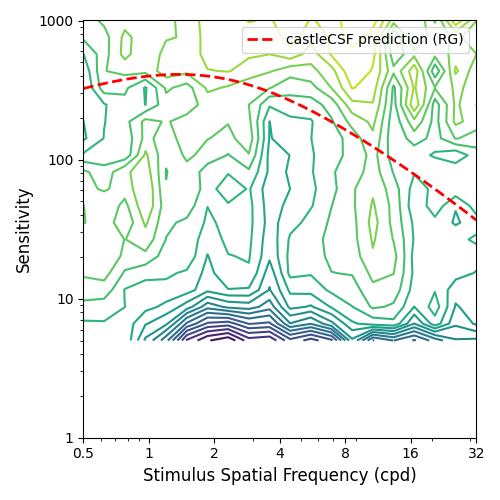 1000
castleCSF prediction (RG)
100
Sensitivity
10
1
0.5 1 2 4 8 16 32
Stimulus Spatial Frequency (cpd)